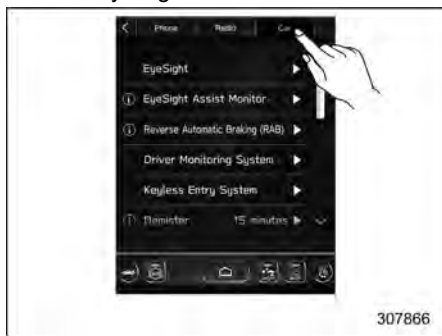 Phone Radio Car
EyeSight
EyeSight Assist Monitor
Reverse Automatic Braking (RAB)
Driver Monitoring System
Keyless Entry System
Demister 15 minutes
307866